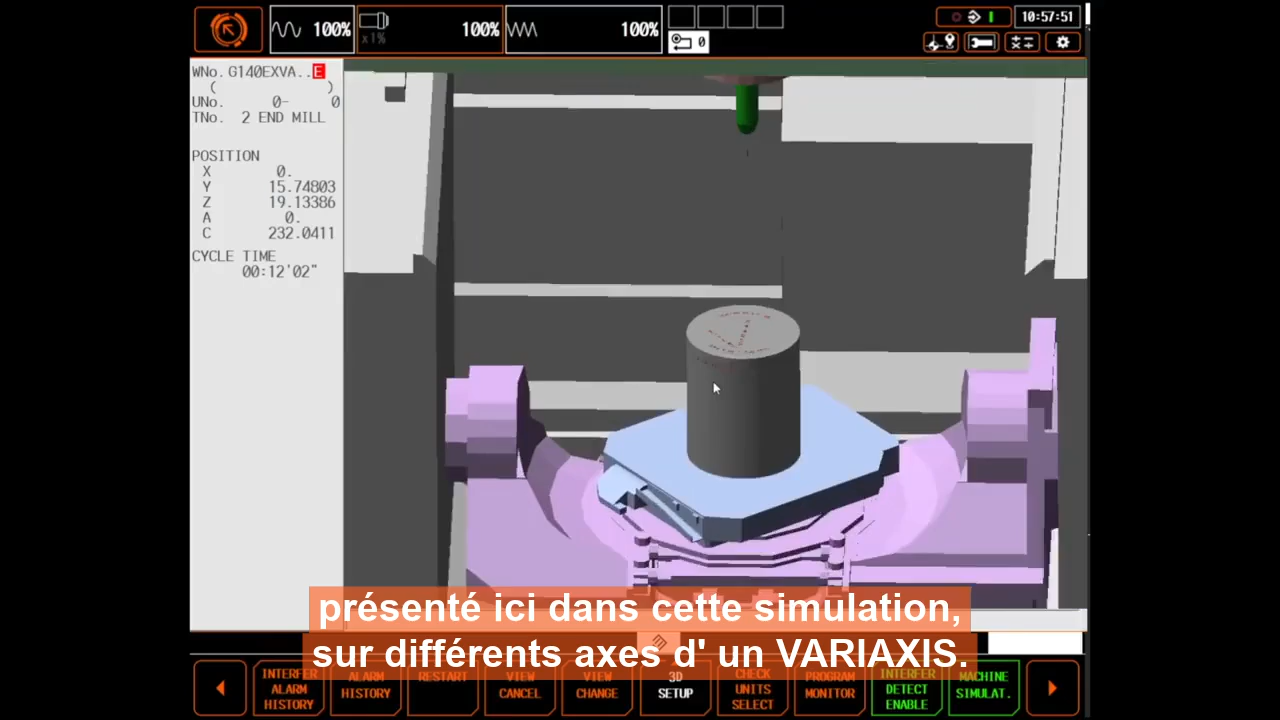 100%
x1%
100%
100%
0
10:57:51
WNo. G140EXVA..E
( )
UNo. 0- 0
TNo. 2 END MILL
POSITION
X 0.
Y 15.74803
Z 19.13386
A 0.
C 232.0411
CYCLE TIME
00:12'02"
présenté ici dans cette simulation,
sur différents axes d' un VARIAXIS.
INTERFER
ALARM
HISTORY
ALARM
HISTORY
RESTART
VIEW
CANCEL
VIEW
CHANGE
3D
SETUP
CHECK
UNITS
SELECT
PROGRAM
MONITOR
INTERFER
DETECT
ENABLE
MACHINE
SIMULAT.